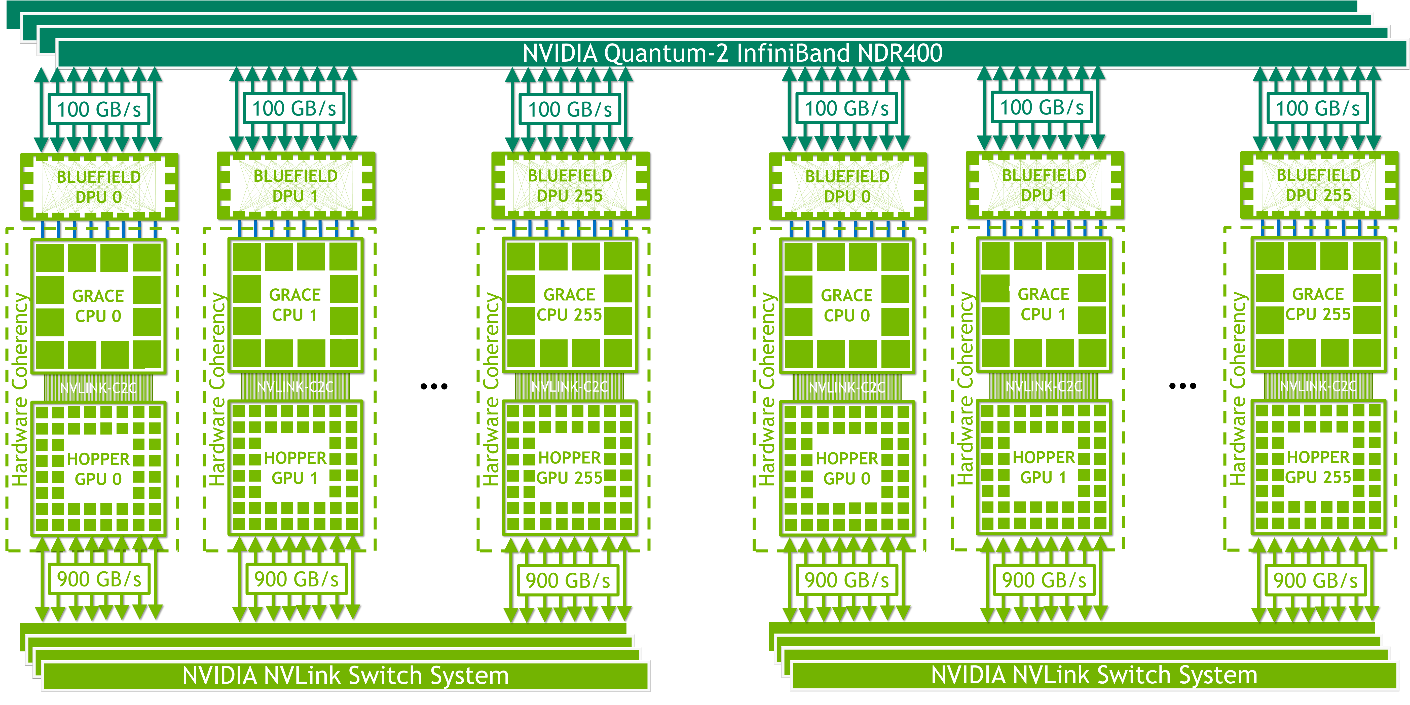 NVIDIA Quantum-2 InfiniBand NDR400
100 GB/s
100 GB/s
100 GB/s
100 GB/s
100 GB/s
100 GB/s
BLUEFIELD
DPU 0
BLUEFIELD
DPU 1
BLUEFIELD
DPU 255
BLUEFIELD
DPU 0
BLUEFIELD
DPU 1
BLUEFIELD
DPU 255
Hardware Coherency
GRACE
CPU 0
Hardware Coherency
GRACE
CPU 1
Hardware Coherency
GRACE
CPU 255
Hardware Coherency
GRACE
CPU 0
Hardware Coherency
GRACE
CPU 1
Hardware Coherency
GRACE
CPU 255
NVLINK-C2C
NVLINK-C2C
...
NVLINK-C2C
NVLINK-C2C
NVLINK-C2C
...
NVLINK-C2C
HOPPER
GPU 0
HOPPER
GPU 1
HOPPER
GPU 255
HOPPER
GPU 0
HOPPER
GPU 1
HOPPER
GPU 255
900 GB/s
900 GB/s
900 GB/s
900 GB/s
900 GB/s
900 GB/s
NVIDIA NVLink Switch System
NVIDIA NVLink Switch System